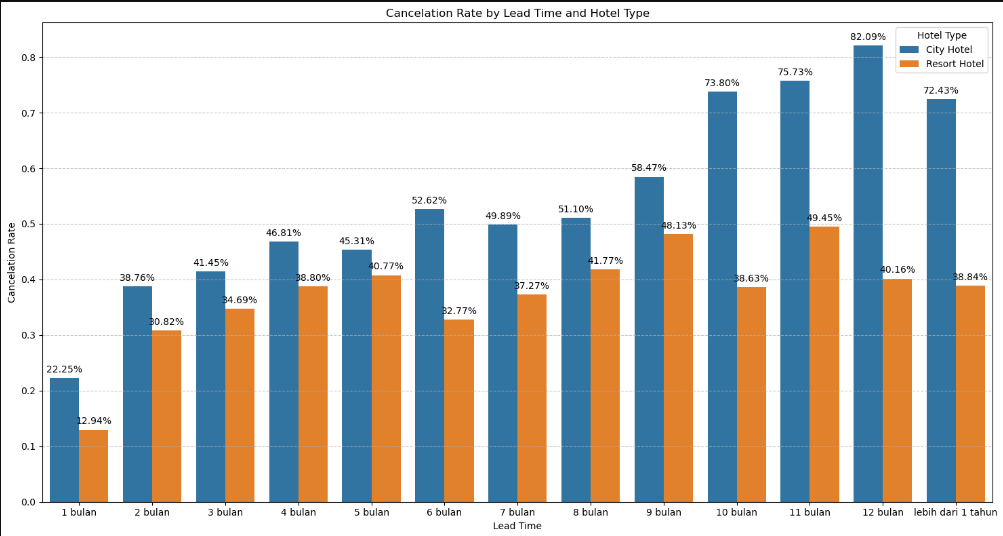 Cancelation Rate by Lead Time and Hotel Type
Hotel Type
City Hotel
Resort Hotel
Cancelation Rate
0.8
0.7
0.6
0.5
0.4
0.3
0.2
0.1
0.0
22.25%
12.94%
38.76%
30.82%
41.45%
34.69%
46.81%
38.80%
45.31%
40.77%
52.62%
32.77%
49.89%
37.27%
51.10%
41.77%
58.47%
48.13%
73.80%
38.63%
75.73%
49.45%
82.09%
40.16%
72.43%
38.84%
1 bulan
2 bulan
3 bulan
4 bulan
5 bulan
6 bulan
7 bulan
8 bulan
9 bulan
10 bulan
11 bulan
12 bulan
lebih dari 1 tahun
Lead Time